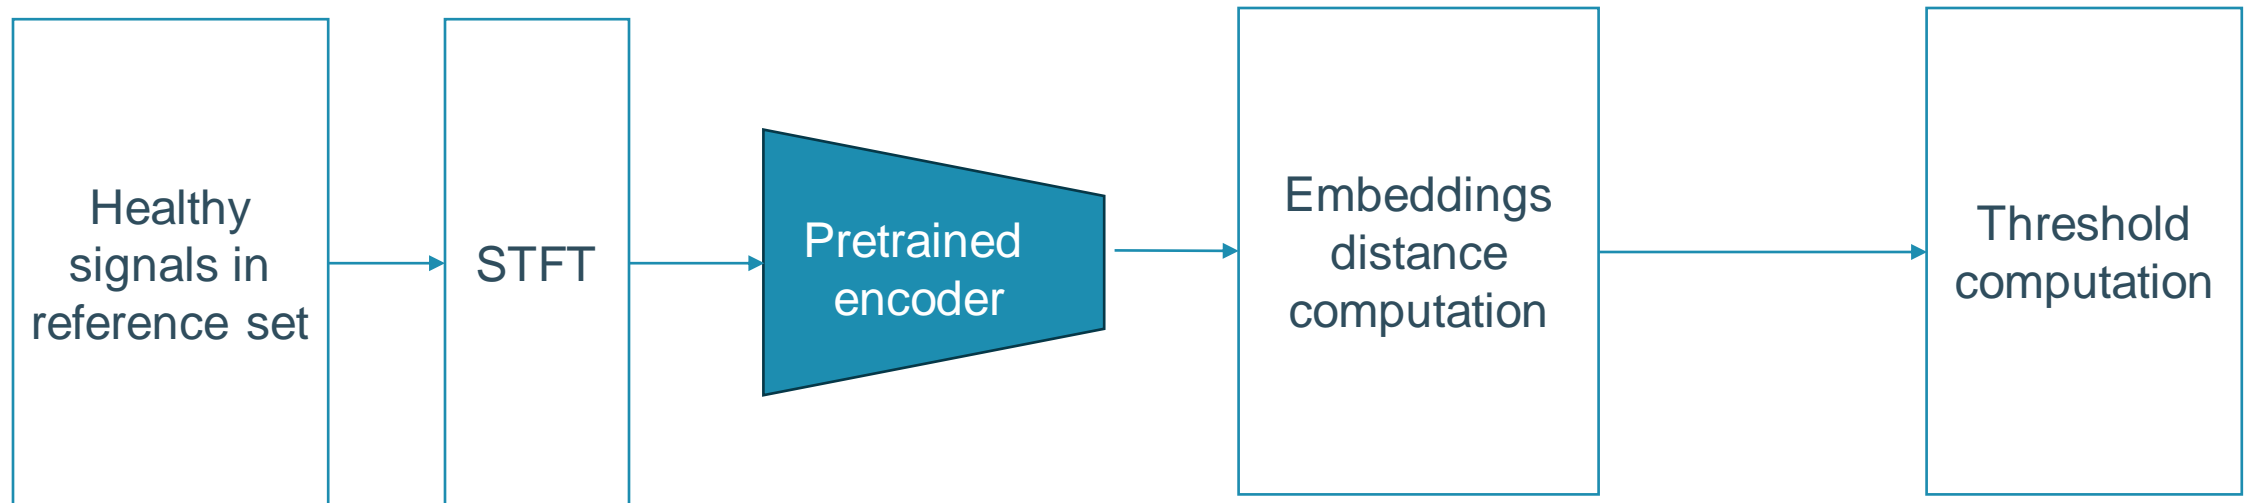 Healthy
signals in
reference set
STFT
Pretrained
encoder
Embeddings
distance
computation
Threshold
computation